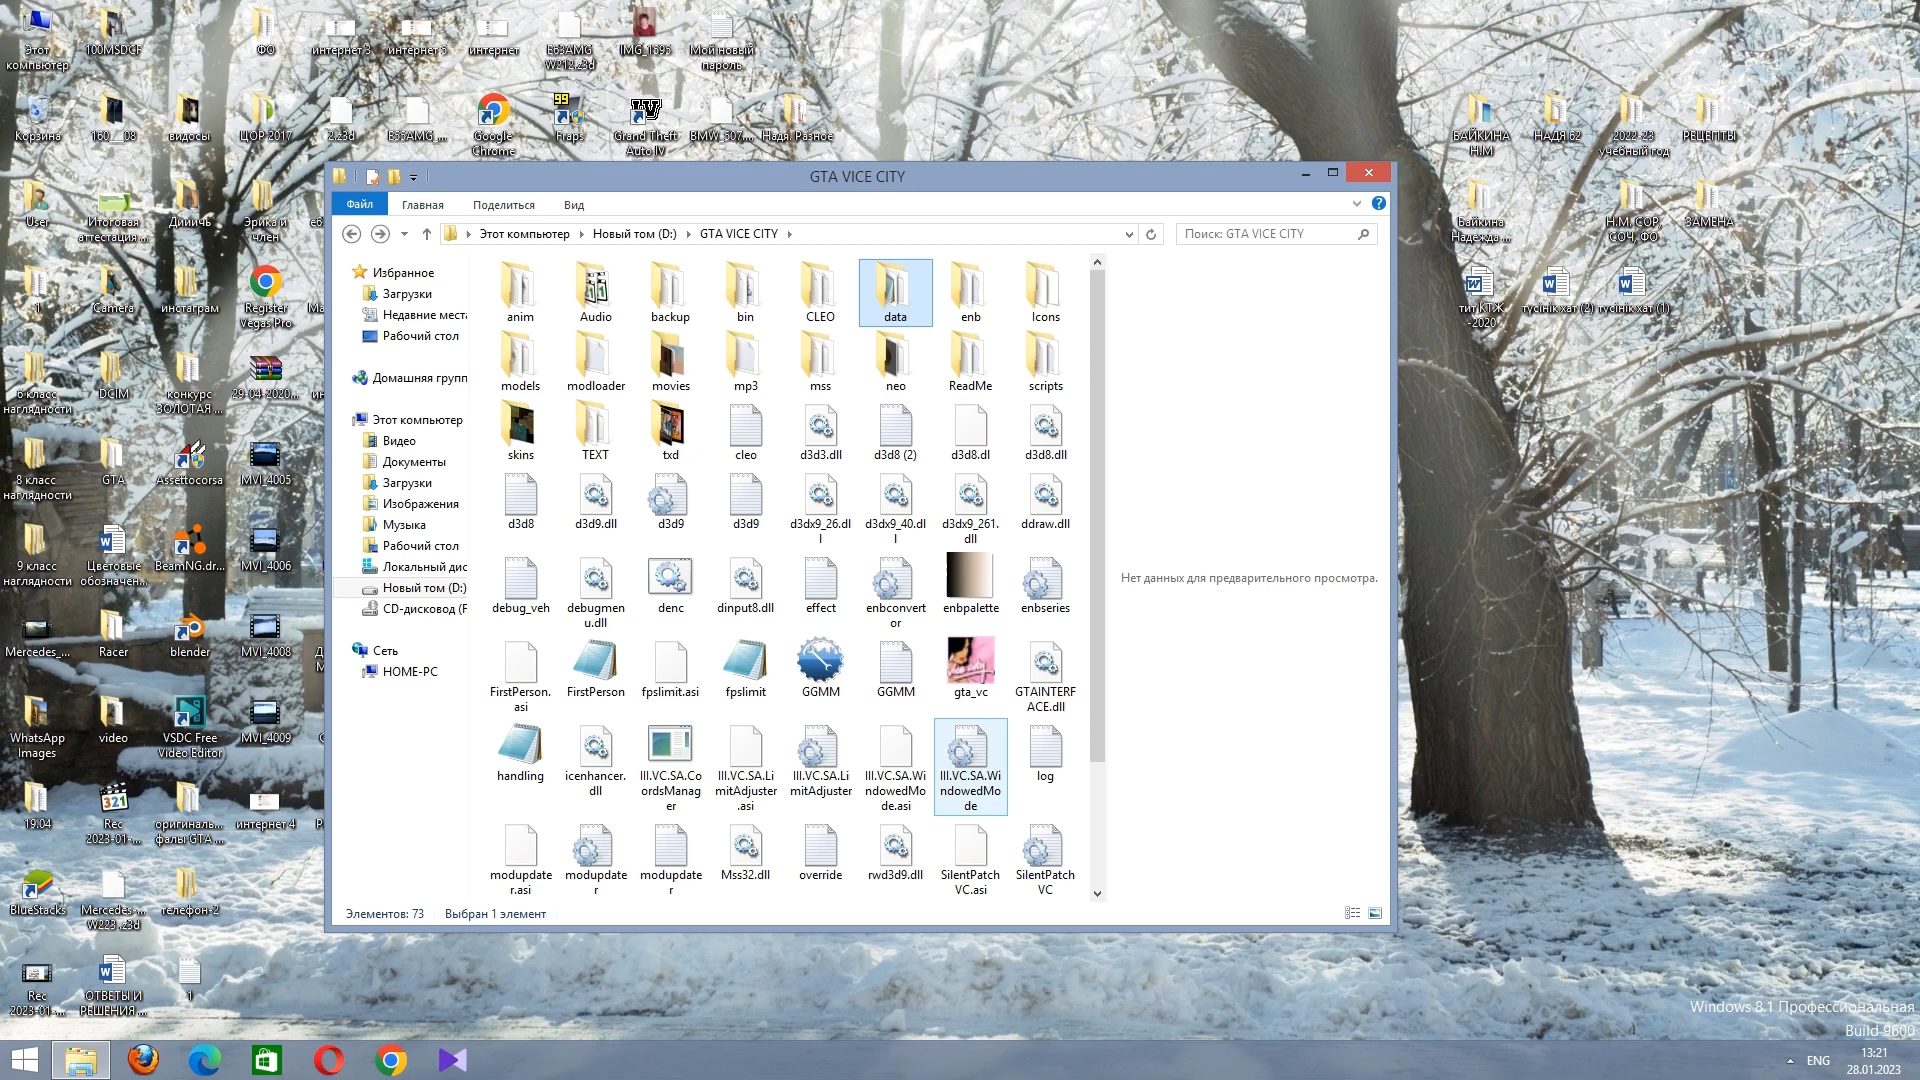 Этот компьютер
100MSDCF
ФО
интернет 3
интернет 5
интернет
E63AMG W212.z3d
IMG_1695
Мой новый пароль
Корзина
160___08
видосы
ЦОР 2017
2.z3d
E55AMG_...
Google Chrome
Fraps
Grand Theft Auto IV
BMW_507,...
Надя. Разное
БАЙКИНА Н.М
НАДЯ 62
2022-23 учебный год
РЕЦЕПТЫ
User
Итоговая аттестация ...
Дииичь
Эрика и член
Байкина Надежда ...
Н.М. СОР, СОЧ, ФО
ЗАМЕНА
1
Camera
инстаграм
Register Vegas Pro
тит КТЖ -2020
түсінік хат (2)
түсінік хат (1)
6 класс наглядности
DCIM
конкурс ЗОЛОТАЯ ...
29-04-2020...
8 класс наглядности
GTA
Assettocorsa
MVI_4005
9 класс наглядности
Цветовые обозначен...
BeamNG.dr...
MVI_4006
Mercedes_...
Racer
blender
MVI_4008
WhatsApp Images
video
VSDC Free Video Editor
MVI_4009
19.04
Rec 2023-01-...
оригиналь... фалы GTA ...
интернет 4
BlueStacks
Mercedes-... W223 .z3d
телефон-2
Rec 2023-01-...
ОТВЕТЫ И РЕШЕНИЯ...
1
GTA VICE CITY
Файл
Главная
Поделиться
Вид
Этот компьютер
Новый том (D:)
GTA VICE CITY
Поиск: GTA VICE CITY
Избранное
Загрузки
Недавние места
Рабочий стол
Домашняя групп
Этот компьютер
Видео
Документы
Загрузки
Изображения
Музыка
Рабочий стол
Локальный дис
Новый том (D:)
CD-дисковод (F
Сеть
HOME-PC
anim
Audio
backup
bin
CLEO
data
enb
Icons
models
modloader
movies
mp3
mss
neo
ReadMe
scripts
skins
TEXT
txd
cleo
d3d3.dll
d3d8 (2)
d3d8.dl
d3d8.dll
d3d8
d3d9.dll
d3d9
d3d9
d3dx9_26.dll
d3dx9_40.dll
d3dx9_261.dll
ddraw.dll
debug_veh
debugmenu.dll
denc
dinput8.dll
effect
enbconvertor
enbpalette
enbseries
FirstPerson.asi
FirstPerson
fpslimit.asi
fpslimit
GGMM
GGMM
gta_vc
GTAINTERFACE.dll
handling
icenhancer.dll
III.VC.SA.CoordsManager
III.VC.SA.LimitAdjuster.asi
III.VC.SA.LimitAdjuster
III.VC.SA.WindowedMode.asi
III.VC.SA.WindowedMode
log
modupdater.asi
modupdater
modupdater
Mss32.dll
override
rwd3d9.dll
SilentPatchVC.asi
SilentPatchVC
Нет данных для предварительного просмотра.
Элементов: 73
Выбран 1 элемент
Windows 8.1 Профессиональная
Build 9600
ENG
13:21
28.01.2023